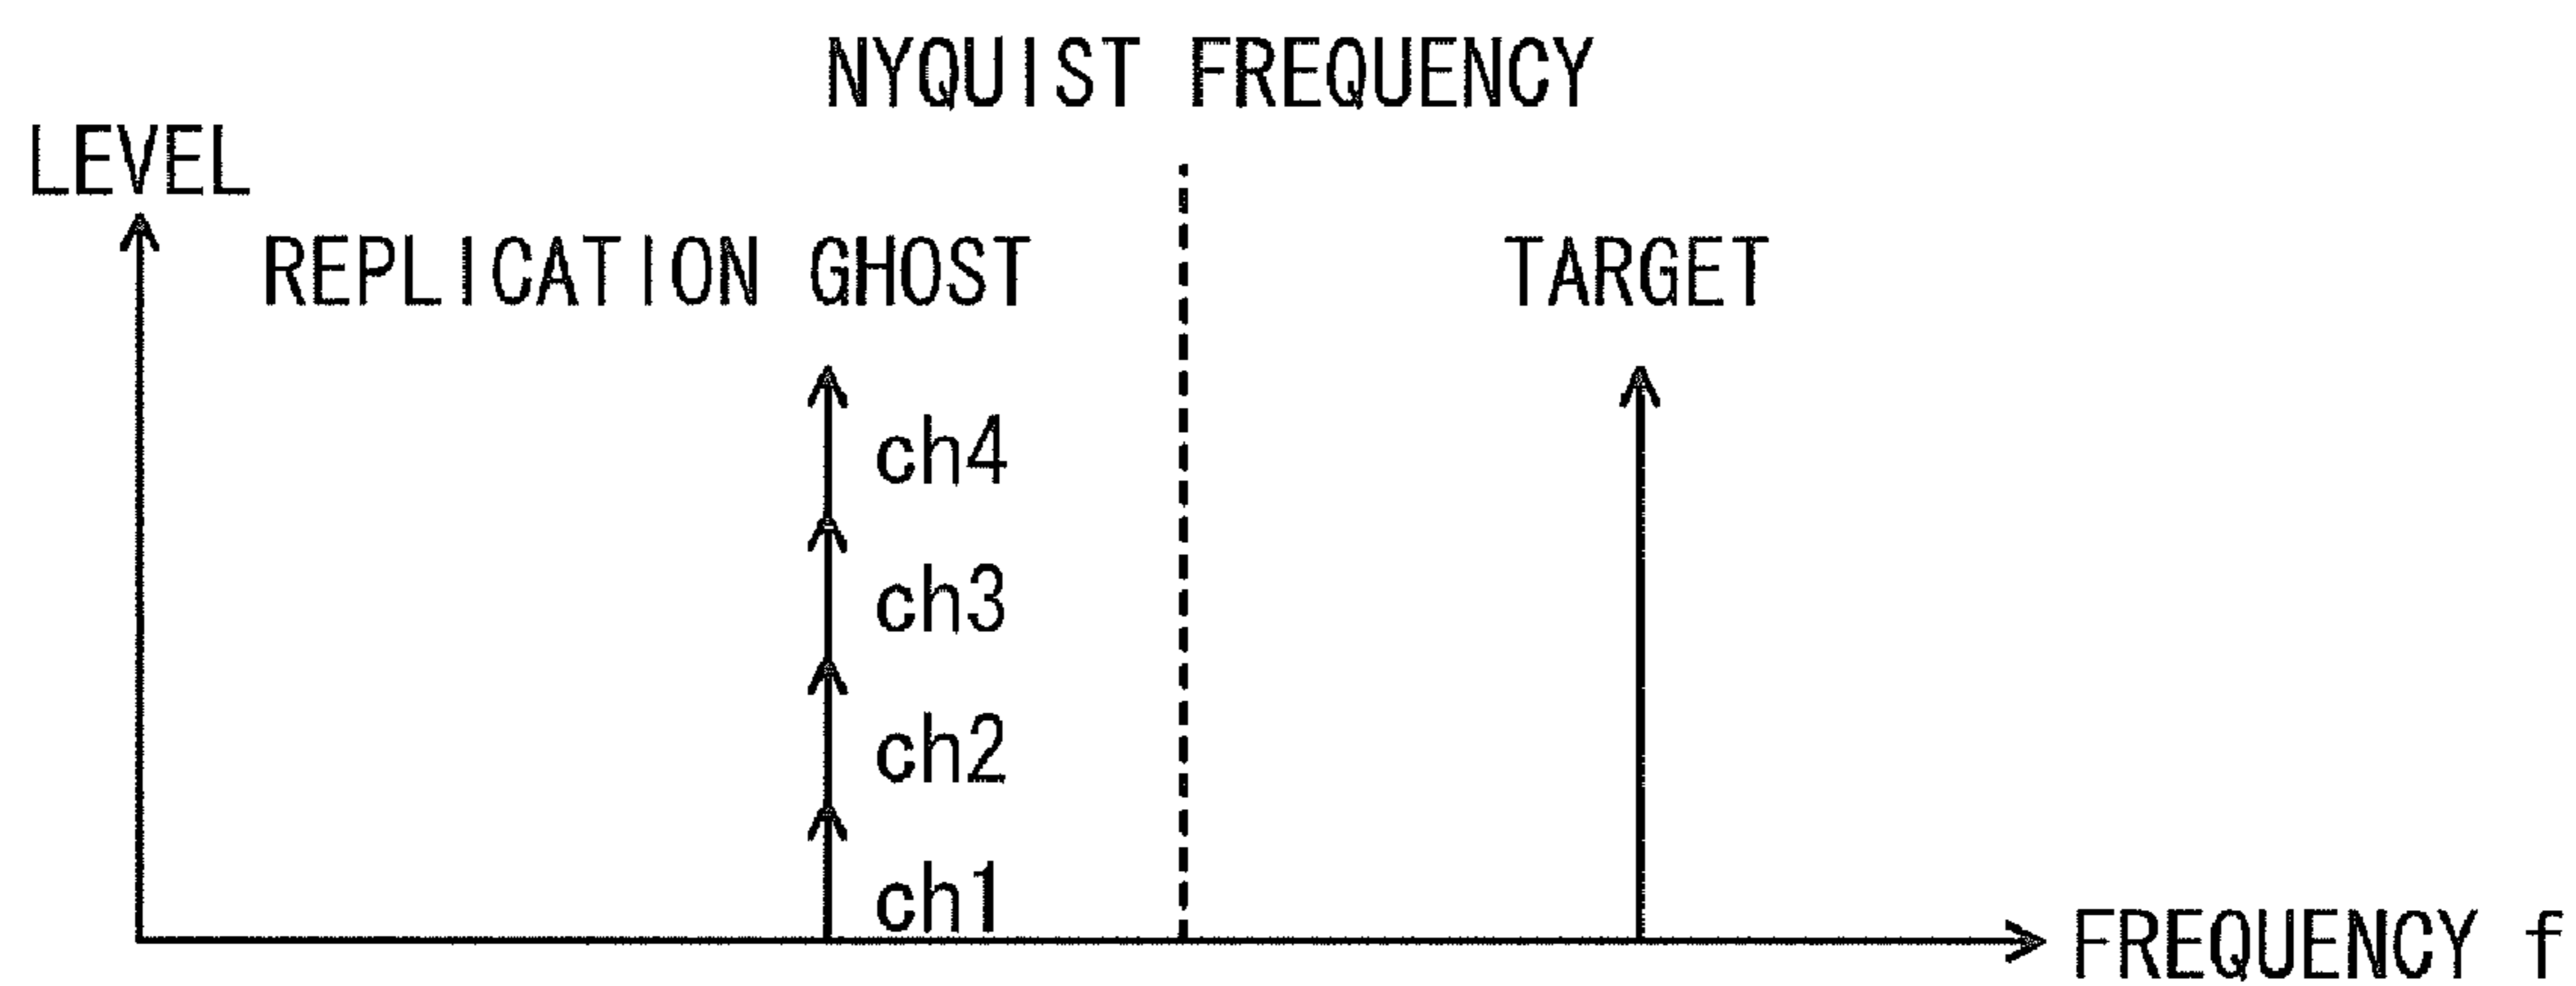 NYQUIST FREQUENCY
LEVEL
REPLICATION GHOST
TARGET
ch4
ch3
ch2
ch1
FREQUENCY f